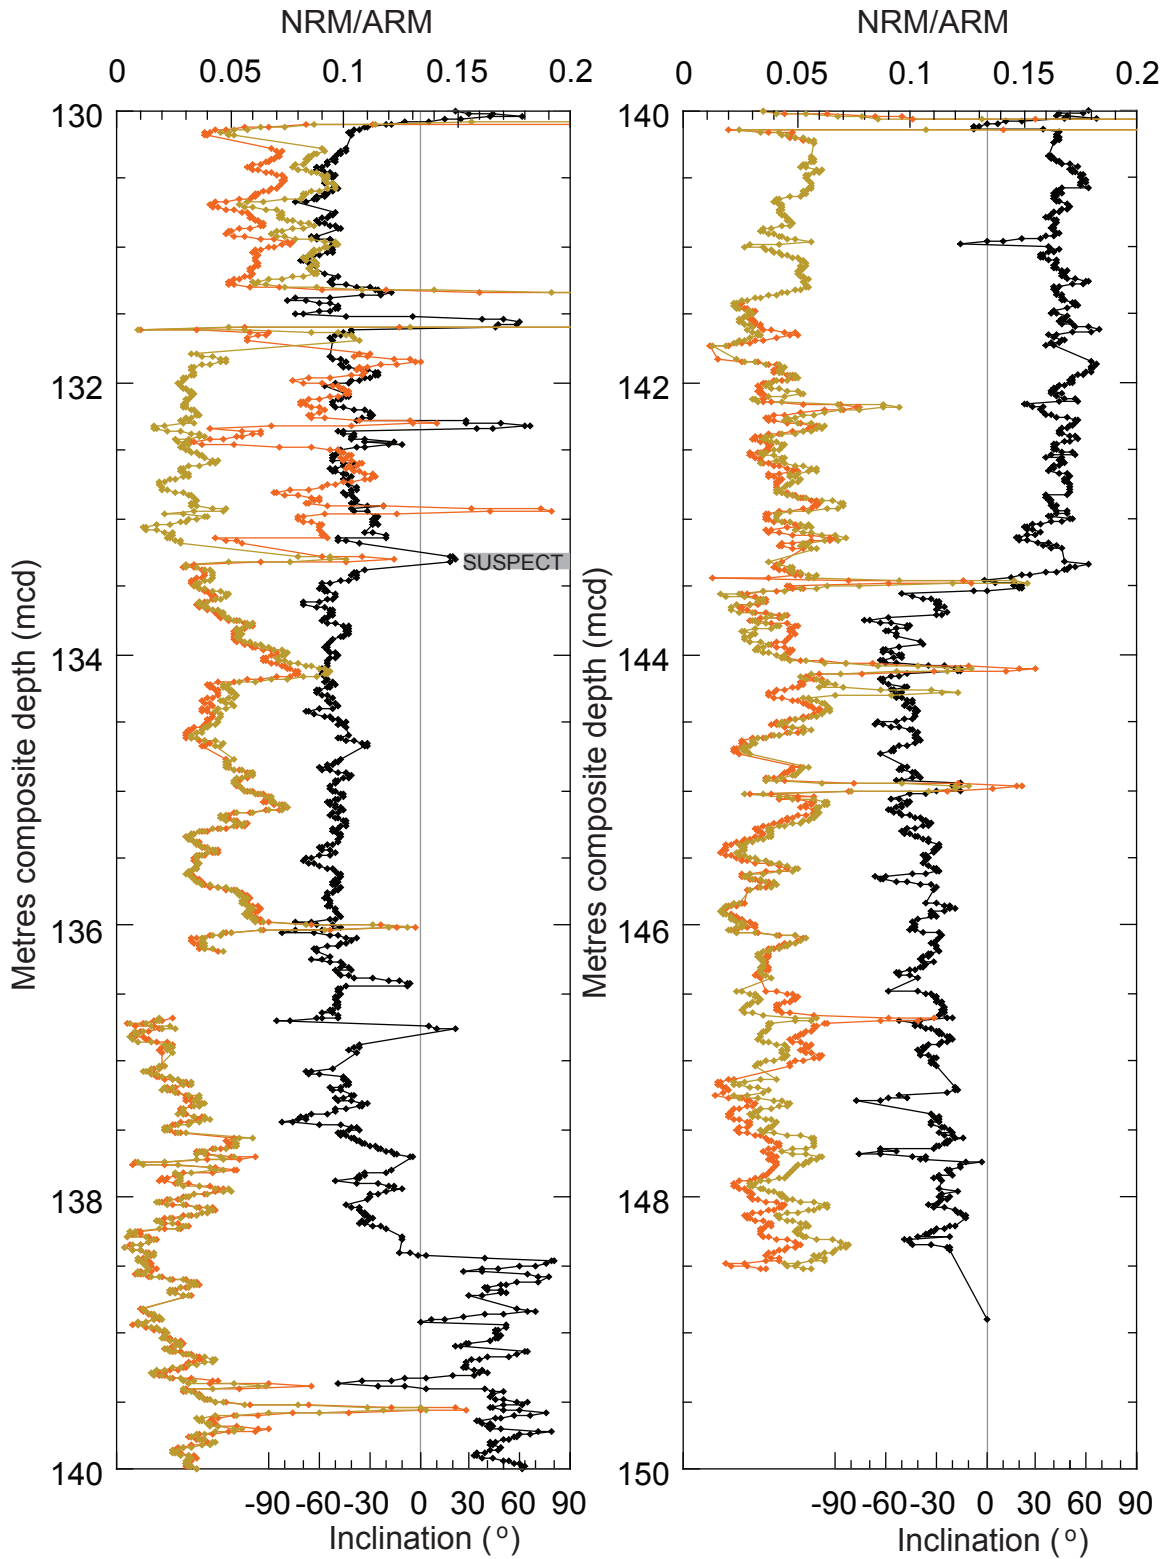 NRM/ARM
0 0.05 0.1 0.15 0.2
130
132
134
136
138
140
Metres composite depth (mcd)
SUSPECT
-90 -60 -30 0 30 60 90
Inclination ( o)
NRM/ARM
0 0.05 0.1 0.15 0.2
140
142
144
146
148
150
Metres composite depth (mcd)
-90 -60 -30 0 30 60 90
Inclination ( o)